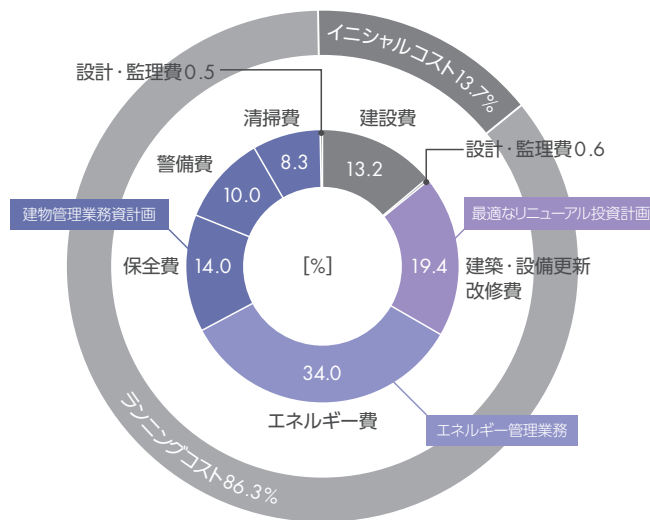 イニシャルコスト13.7%
設計・監理費0.5
清掃費
建設費
警備費
8.3
13.2
設計・監理費0.6
10.0
建物管理業務資計画
最適なリニューアル投資計画
保全費
14.0
[%]
19.4
建築・設備更新
改修費
34.0
エネルギー費
エネルギー管理業務
ランニングコスト86.3%